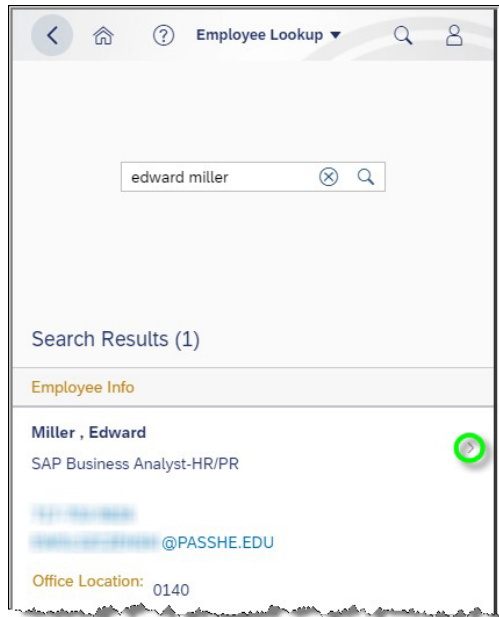 Employee Lookup ▼
edward miller
Search Results (1)
Employee Info
Miller , Edward
SAP Business Analyst-HR/PR
@PASSHE.EDU
Office Location: 0140